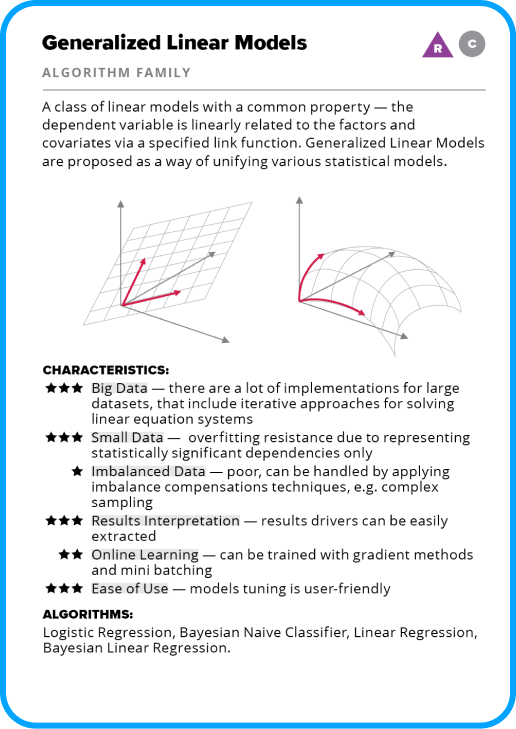 Generalized Linear Models
R
C
ALGORITHM FAMILY
A class of linear models with a common property — the
dependent variable is linearly related to the factors and
covariates via a specified link function. Generalized Linear Models
are proposed as a way of unifying various statistical models.
CHARACTERISTICS:
★★★ Big Data — there are a lot of implementations for large
datasets, that include iterative approaches for solving
linear equation systems
★★★ Small Data — overfitting resistance due to representing
statistically significant dependencies only
★ Imbalanced Data — poor, can be handled by applying
imbalance compensations techniques, e.g. complex
sampling
★★★ Results Interpretation — results drivers can be easily
extracted
★★ Online Learning — can be trained with gradient methods
and mini batching
★★★ Ease of Use — models tuning is user-friendly
ALGORITHMS:
Logistic Regression, Bayesian Naive Classifier, Linear Regression,
Bayesian Linear Regression.